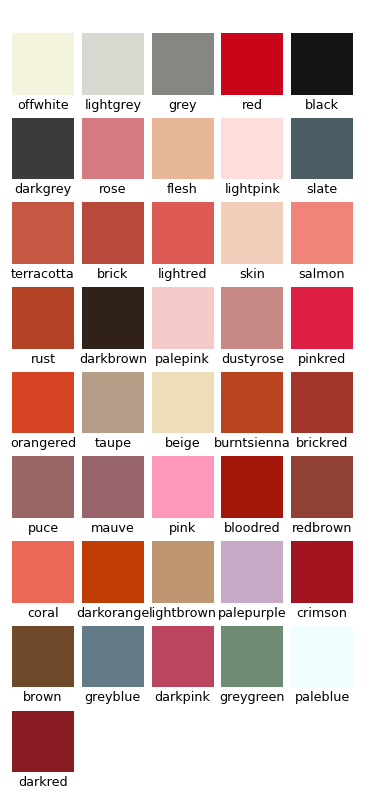 offwhite lightgrey grey red black
darkgrey rose flesh lightpink slate
terracotta brick lightred skin salmon
rust darkbrown palepink dustyrose pinkred
orangered taupe beige burntsienna brickred
puce mauve pink bloodred redbrown
coral darkorange lightbrown palepurple crimson
brown greyblue darkpink greygreen paleblue
darkred